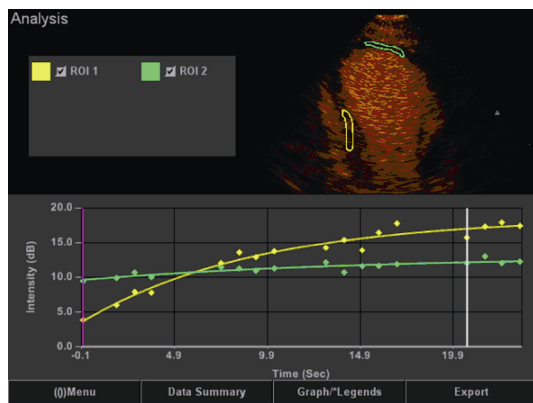 Analysis
ROI 1 ROI 2
20.0
15.0
10.0
5.0
0.0
Intensity (dB)
-0.1 4.9 9.9 14.9 19.9
Time (Sec)
(())Menu Data Summary Graph/*Legends Export